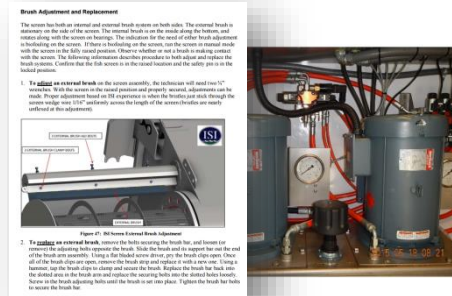 Brush Adjustment and Replacement
The screen has both an internal and external brush system on both sides. The external brush is
stationary on the side of the screen. The internal brush is on the inside along the bottom, and
rotates along with the screen on bearings. The indication for the need of either brush adjustment
is biofouling on the screen. If there is biofouling on the screen, run the screen in manual mode
with the screen in the fully raised position. Observe whether or not a brush is making contact
with the screen. The following information describes procedure to both adjust and replace the
brush systems. Confirm that the fish screen is in the raised location and the safety pin is in the
locked position.
1. To adjust an external brush on the screen assembly, the technician will need two ¾"
wrenches. With the screen in the raised position and properly secured, adjustments can be
made. Proper adjustment based on ISI experience is when the bristles just stick through the
screen wedge wire 1/16" uniformly across the length of the screen (bristles are nearly
unflexed at this adjustment).
ISI
EXTERNAL BRUSH
Figure 47: ISI Screen External Brush Adjustment
2. To replace an external brush, remove the bolts securing the brush bar, and loosen (or
remove) the adjusting bolts opposite the brush. Slide the brush and its support bar out the end
of the brush arm assembly. Using a flat bladed screw driver, pry the brush clips open. Once
all of the brush clips are open, remove the brush strip and replace it with a new one. Using a
hammer, tap the brush clips to clamp and secure the brush. Replace the brush bar back into
the slotted area in the brush arm and replace the securing bolts into the slotted holes loosely.
Screw in the brush adjusting bolts until the brush is set into place. Tighten the brush bar bolts
to secure the brush bar.